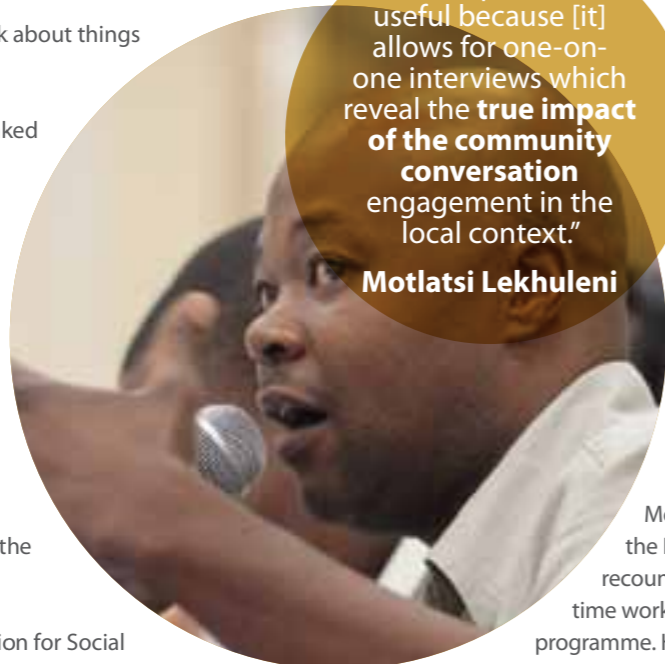 k about things
ked
the
ion for Social
useful because [it]
allows for one-on-
one interviews which
reveal the true impact
of the community
conversation
engagement in the
local context.”
Motlatsi Lekhuleni
the
recoun
time work
programme. H